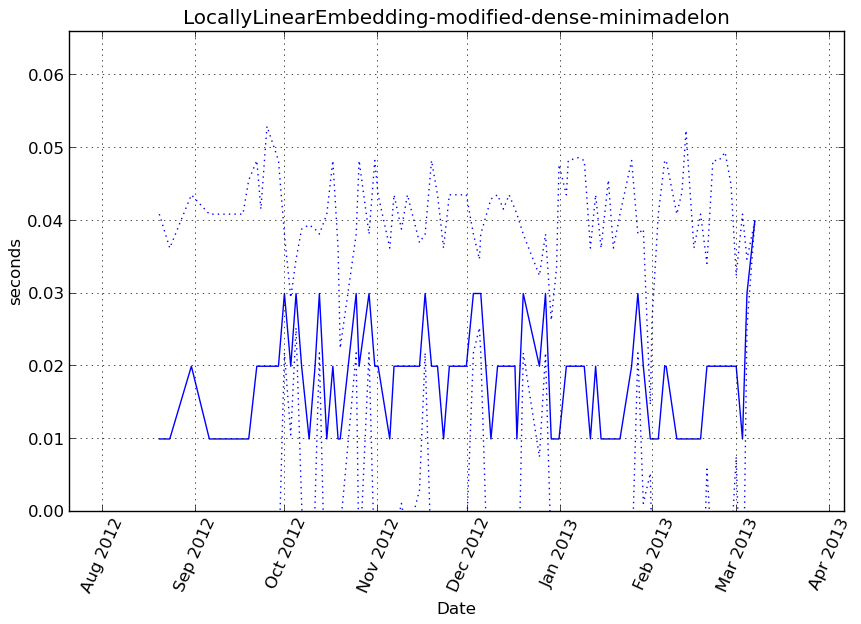 LocallyLinearEmbedding-modified-dense-minimadelon
0.06
0.05
0.04
0.03
0.02
0.01
0.00
seconds
Aug 2012
Sep 2012
Oct 2012
Nov 2012
Dec 2012
Jan 2013
Feb 2013
Mar 2013
Apr 2013
Date